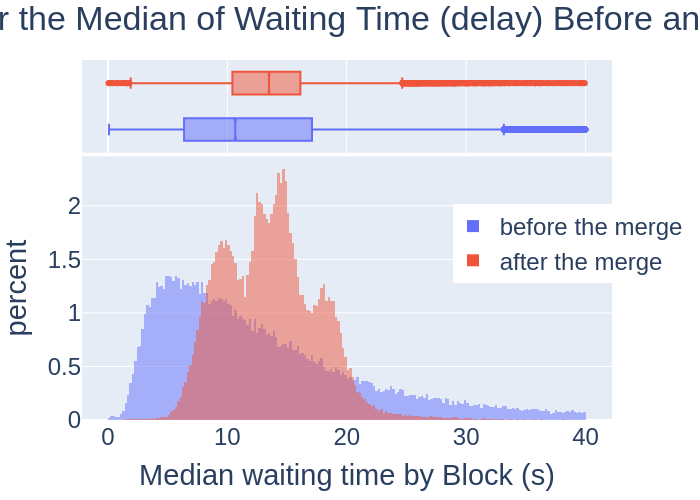 r the Median of Waiting Time (delay) Before an
before the merge
after the merge
percent
2
1.5
1
0.5
0
0 10 20 30 40
Median waiting time by Block (s)